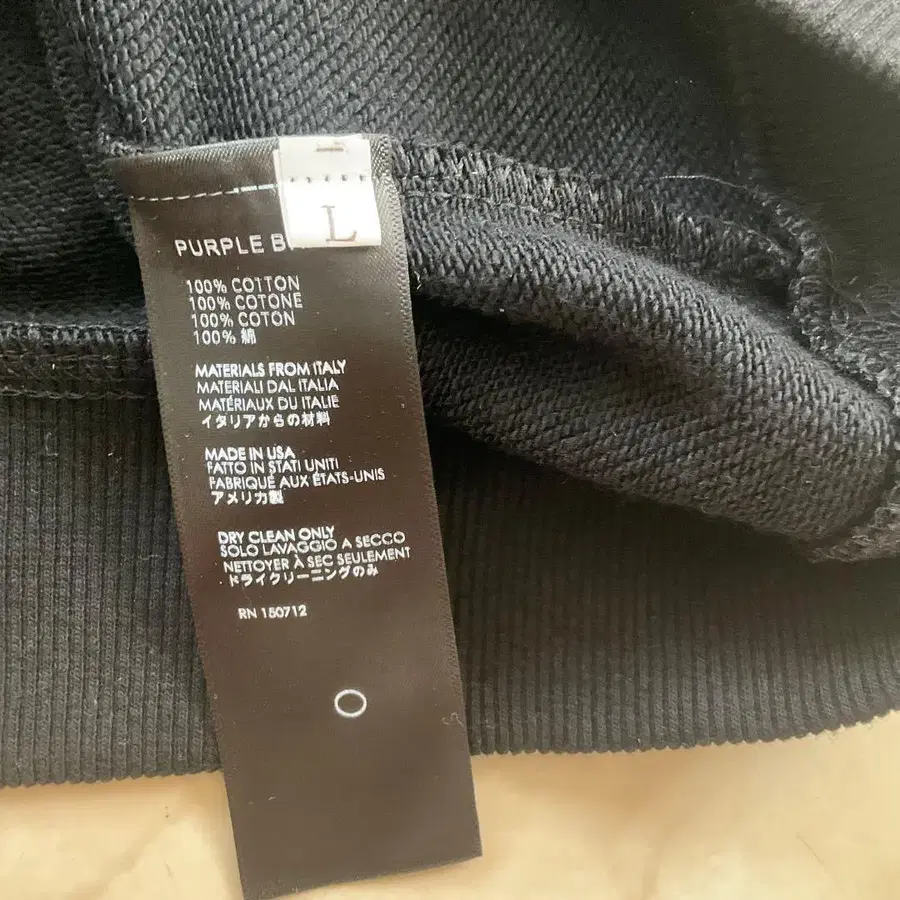 L
PURPLE
100% COTTON
100% COTONE
100% COTON
100% 綿
MATERIALS FROM ITALY
MATERIALI DAL ITALIA
MATÉRIAUX DU ITALIE
イタリアからの材料
MADE IN USA
FATTO IN STATI UNITI
FABRIQUÉ AUX ÉTATS-UNIS
アメリカ製
DRY CLEAN ONLY
SOLO LAVAGGIO A SECCO
NETTOYER À SEC SEULEMENT
ドライクリーニングのみ
RN 150712